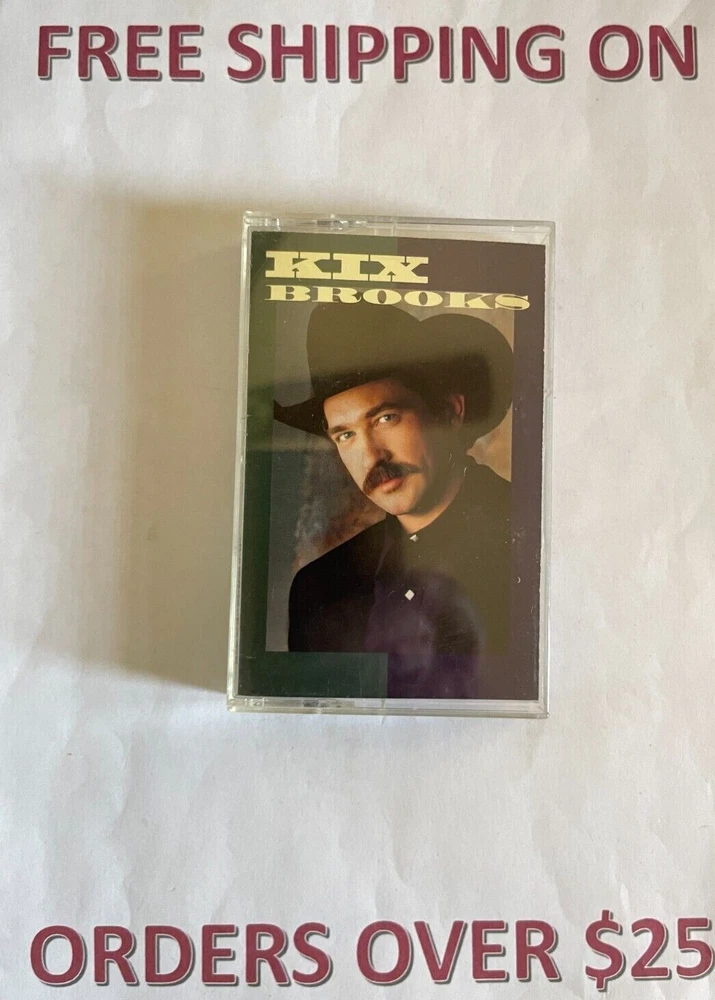 FREE SHIPPING ON
KIX
BROOKS
ORDERS OVER $25